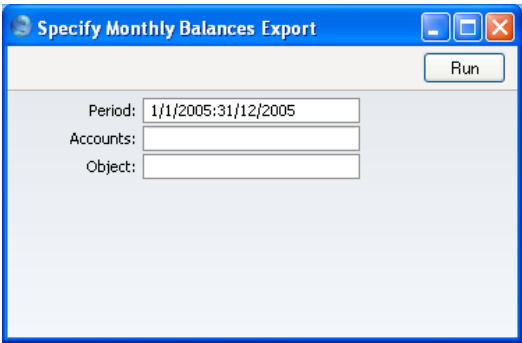 Specify Monthly Balances Export
Run
Period: 1/1/2005:31/12/2005
Accounts:
Object: